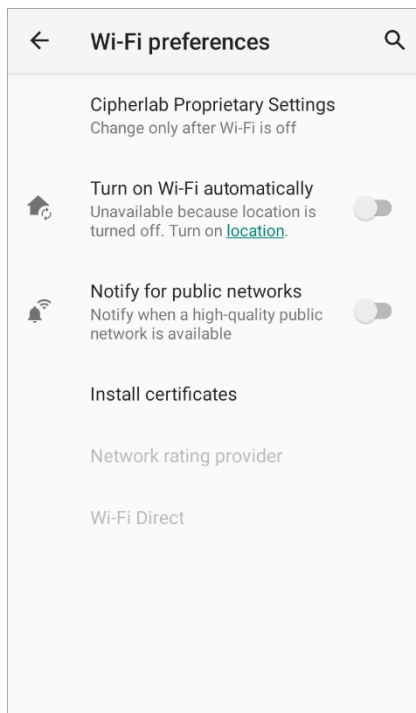 Wi-Fi preferences
Cipherlab Proprietary Settings
Change only after Wi-Fi is off
Turn on Wi-Fi automatically
Unavailable because location is
turned off. Turn on location.
Notify for public networks
Notify when a high-quality public
network is available
Install certificates
Network rating provider
Wi-Fi Direct